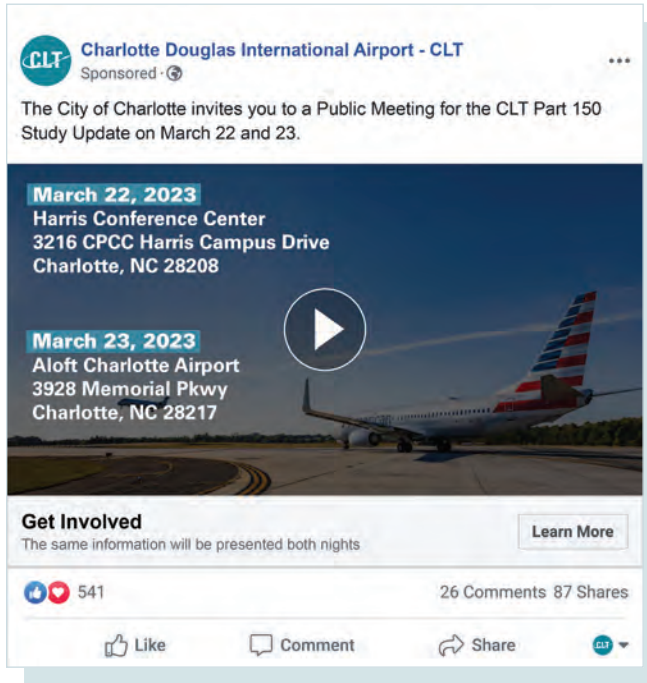 CLT
Charlotte Douglas International Airport - CLT
Sponsored ·
The City of Charlotte invites you to a Public Meeting for the CLT Part 150
Study Update on March 22 and 23.
March 22, 2023
Harris Conference Center
3216 CPCC Harris Campus Drive
Charlotte, NC 28208
March 23, 2023
Aloft Charlotte Airport
3928 Memorial Pkwy
Charlotte, NC 28217
Get Involved
The same information will be presented both nights
Learn More
541
26 Comments 87 Shares
Like
Comment
Share
CLT